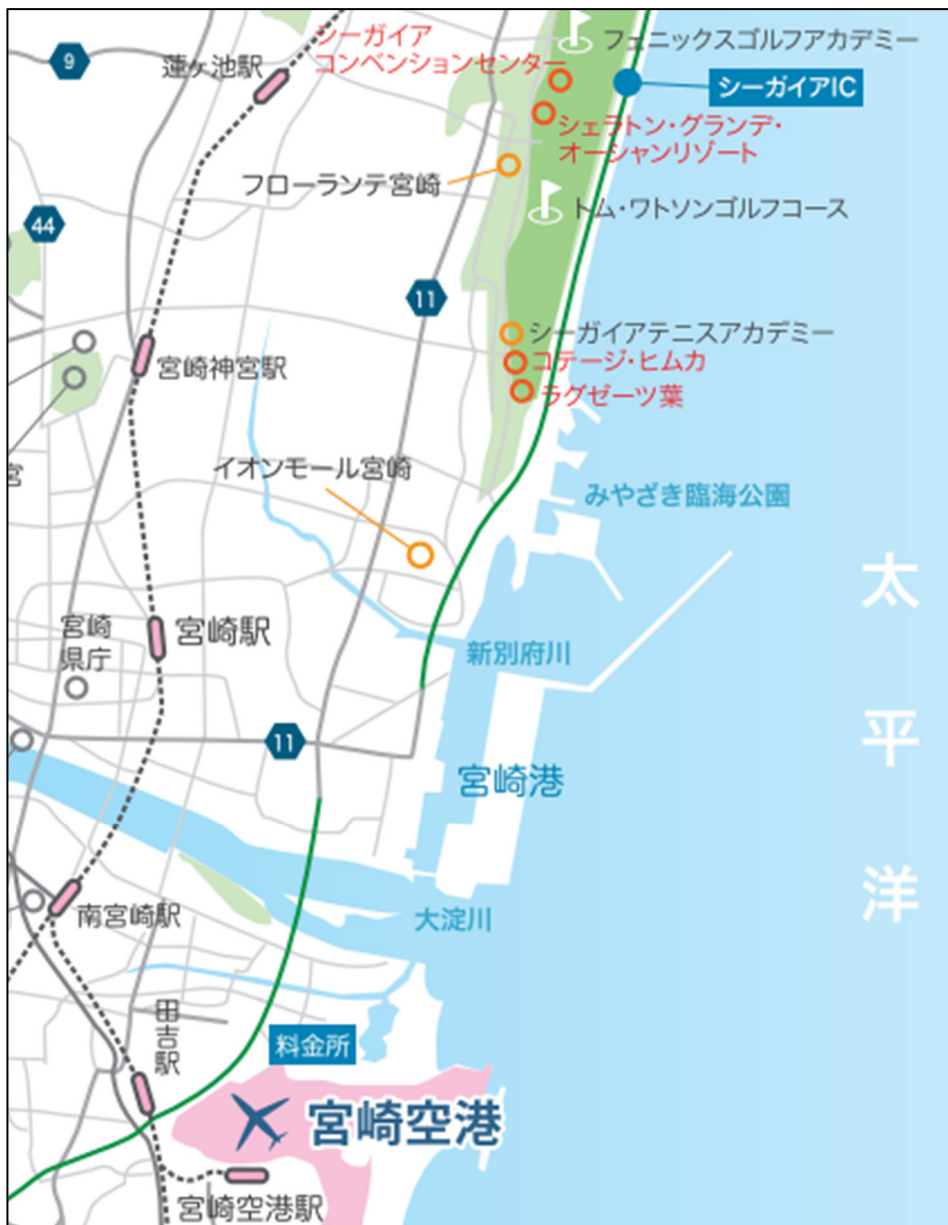 シーガイア
コンベンションセンター
フェニックスゴルフアカデミー
9
蓮ヶ池駅
シーガイアIC
シェラトン・グランデ・
オーシャンリゾート
フローランテ宮崎
トム・ワトソンゴルフコース
44
11
シーガイアテニスアカデミー
宮崎神宮駅
コテージ・ヒムカ
ラグゼーツ葉
イオンモール宮崎
宮
みやざき臨海公園
太平洋
宮崎
県庁
宮崎駅
新別府川
11
宮崎港
南宮崎駅
大淀川
田吉駅
料金所
宮崎空港
宮崎空港駅